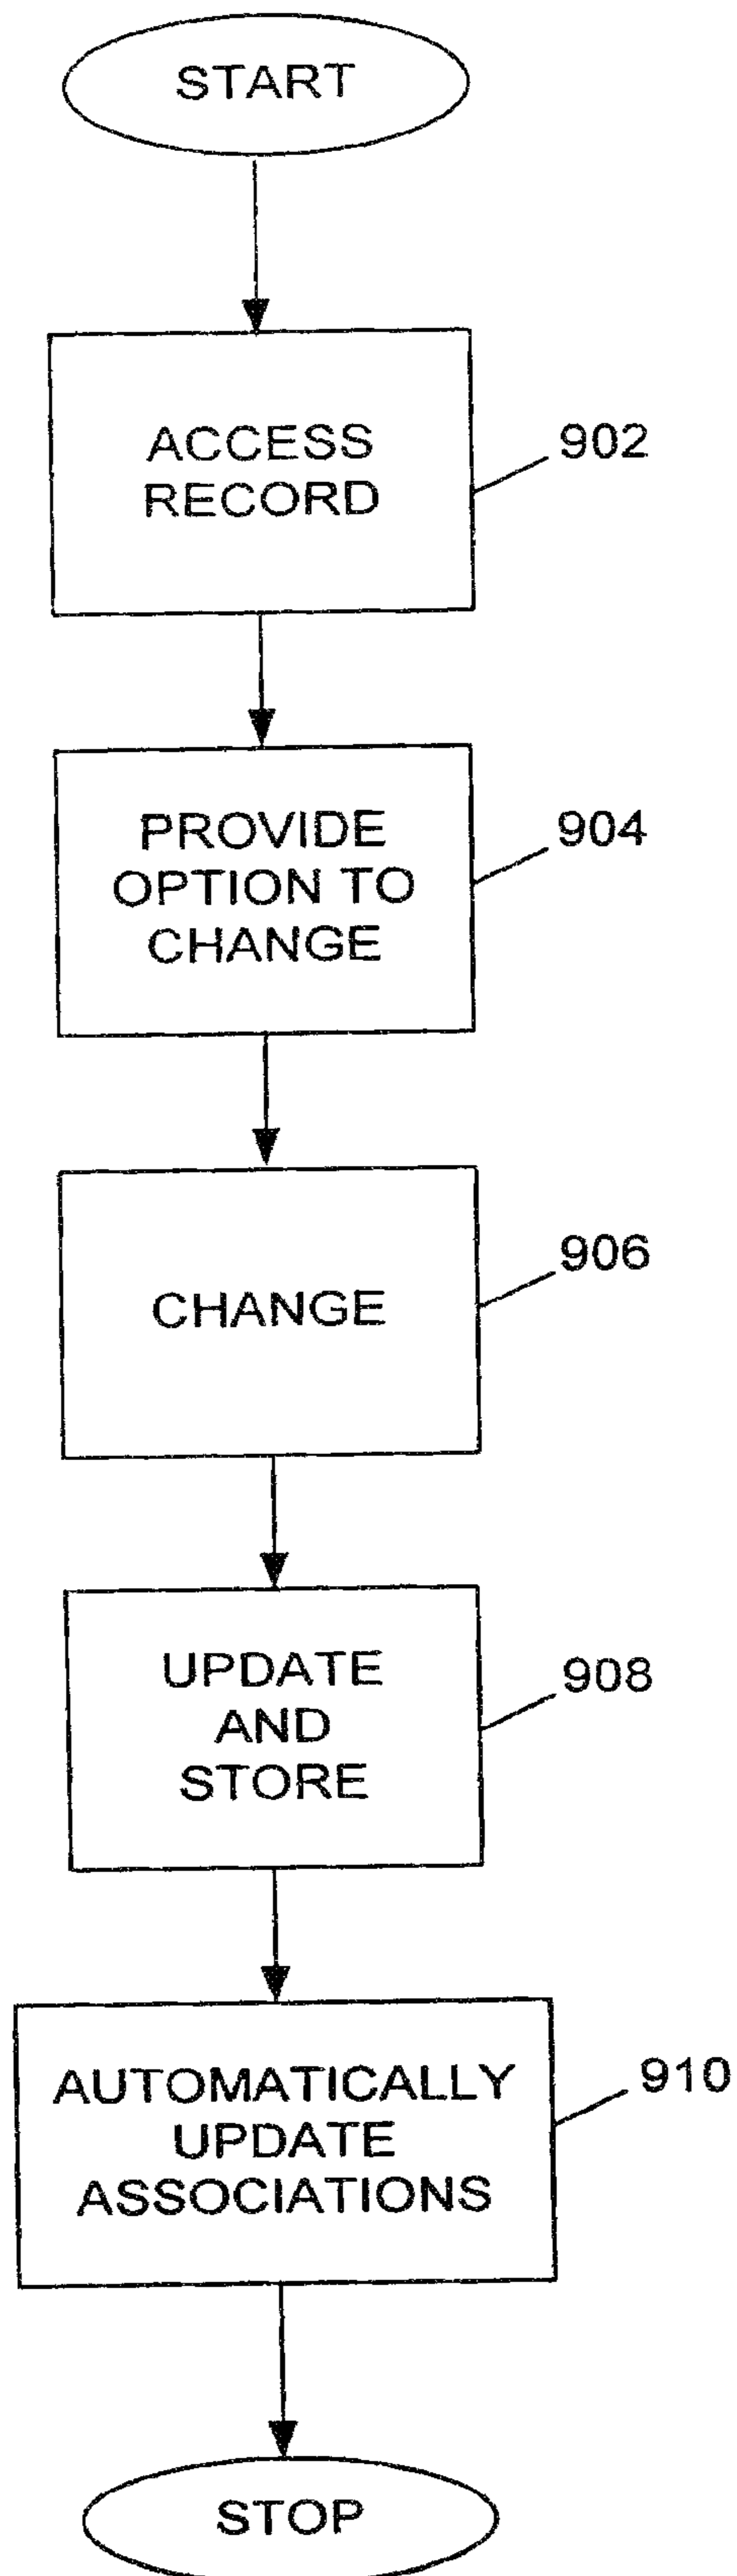 START
ACCESS
RECORD
902
PROVIDE
OPTION TO
CHANGE
904
CHANGE
906
UPDATE
AND
STORE
908
AUTOMATICALLY
UPDATE
ASSOCIATIONS
910
STOP